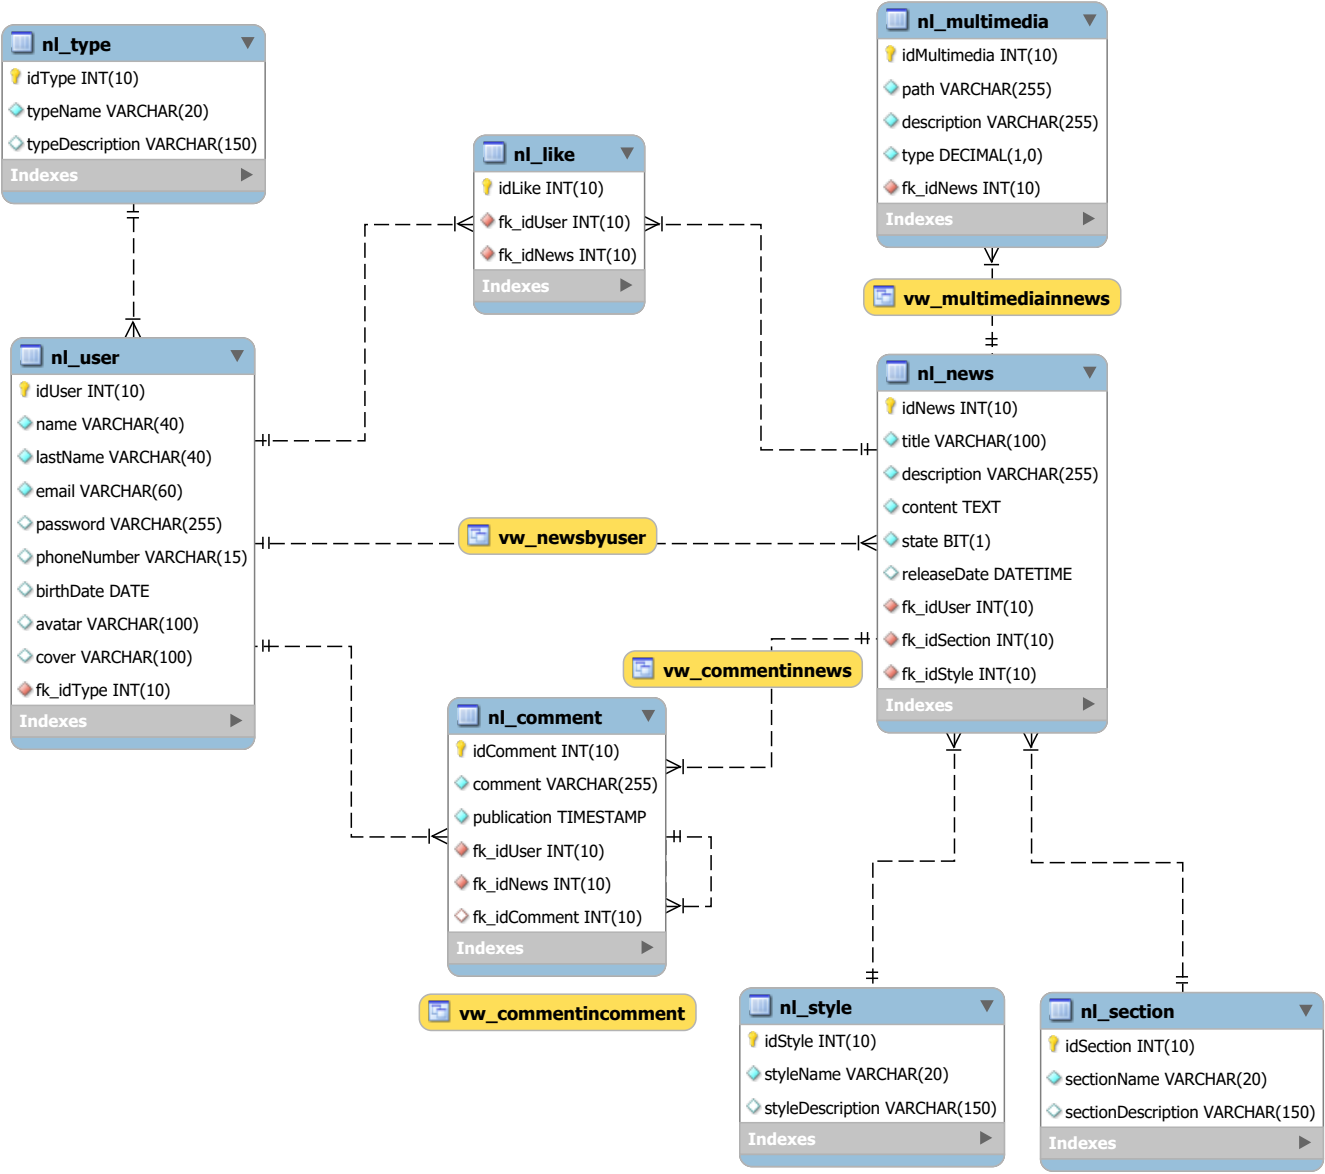 nl_type
idType INT(10)
typeName VARCHAR(20)
typeDescription VARCHAR(150)
Indexes
nl_multimedia
idMultimedia INT(10)
path VARCHAR(255)
description VARCHAR(255)
type DECIMAL(1,0)
fk_idNews INT(10)
Indexes
nl_like
idLike INT(10)
fk_idUser INT(10)
fk_idNews INT(10)
Indexes
vw_multimediainnews
nl_user
idUser INT(10)
name VARCHAR(40)
lastName VARCHAR(40)
email VARCHAR(60)
password VARCHAR(255)
phoneNumber VARCHAR(15)
birthDate DATE
avatar VARCHAR(100)
cover VARCHAR(100)
fk_idType INT(10)
Indexes
nl_news
idNews INT(10)
title VARCHAR(100)
description VARCHAR(255)
content TEXT
state BIT(1)
releaseDate DATETIME
fk_idUser INT(10)
fk_idSection INT(10)
fk_idStyle INT(10)
Indexes
vw_newsbyuser
vw_commentinnews
nl_comment
idComment INT(10)
comment VARCHAR(255)
publication TIMESTAMP
fk_idUser INT(10)
fk_idNews INT(10)
fk_idComment INT(10)
Indexes
vw_commentincomment
nl_style
idStyle INT(10)
styleName VARCHAR(20)
styleDescription VARCHAR(150)
Indexes
nl_section
idSection INT(10)
sectionName VARCHAR(20)
sectionDescription VARCHAR(150)
Indexes